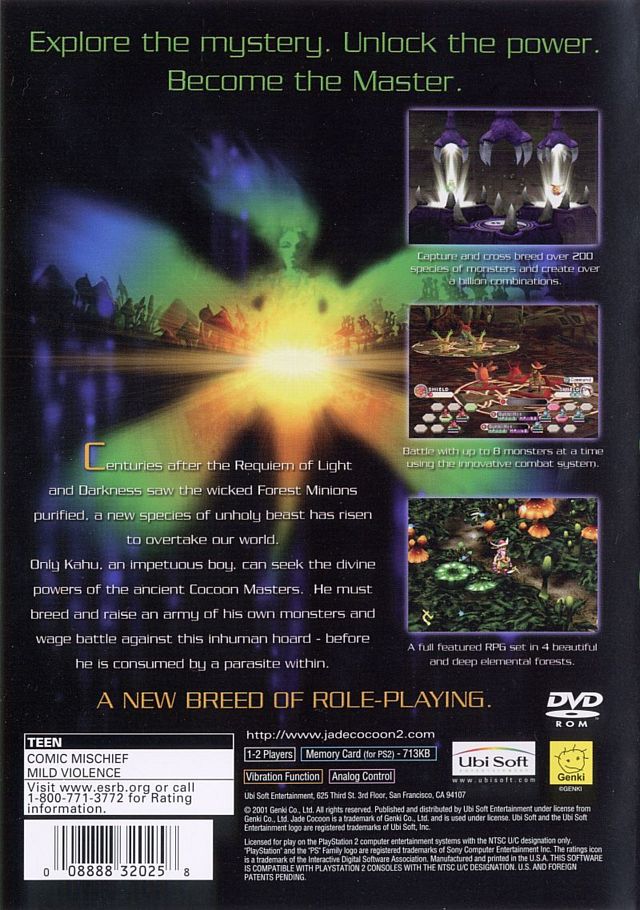 Explore the mystery. Unlock the power.
Become the Master.
Capture and cross breed over 200
species of monsters and create over
a billion combinations.
SHIELD
Battle with up to 8 monsters at a time
using the innovative combat system.
Centuries after the Requiem of Light
and Darkness saw the wicked Forest Minions
purified, a new species of unholy beast has risen
to overtake our world.
Only Kahu, an impetuous boy, can seek the divine
powers of the ancient Cocoon Masters. He must
breed and raise an army of his own monsters and
wage battle against this inhuman hoard - before
he is consumed by a parasite within.
A full featured RPG set in 4 beautiful
and deep elemental forests.
A NEW BREED OF ROLE-PLAYING.
DVD
ROM
TEEN
COMIC MISCHIEF
MILD VIOLENCE
Visit www.esrb.org or call
1-800-771-3772 for Rating
information.
0 08888 32025 8
http://www.jadecocoon2.com
1-2 Players
Memory Card (for PS2) - 713KB
Vibration Function
Analog Control
Ubi Soft
ENTERTAINMENT
www.ubisoft.com
Genki
©GENKI
Ubi Soft Entertainment, 625 Third St. 3rd Floor, San Francisco, CA 94107
© 2001 Genki Co., Ltd. All rights reserved. Published and distributed by Ubi Soft Entertainment under license from
Genki Co., Ltd. Jade Cocoon is a trademark of Genki Co., Ltd. and is used under license. Ubi Soft and the Ubi Soft
Entertainment logo are registered trademarks of Ubi Soft, Inc.
Licensed for play on the PlayStation 2 computer entertainment systems with the NTSC U/C designation only.
"PlayStation" and the "PS" Family logo are registered trademarks of Sony Computer Entertainment Inc. The ratings icon
is a trademark of the Interactive Digital Software Association. Manufactured and printed in the U.S.A. THIS SOFTWARE
IS COMPATIBLE WITH PLAYSTATION 2 CONSOLES WITH THE NTSC U/C DESIGNATION. U.S. AND FOREIGN
PATENTS PENDING.